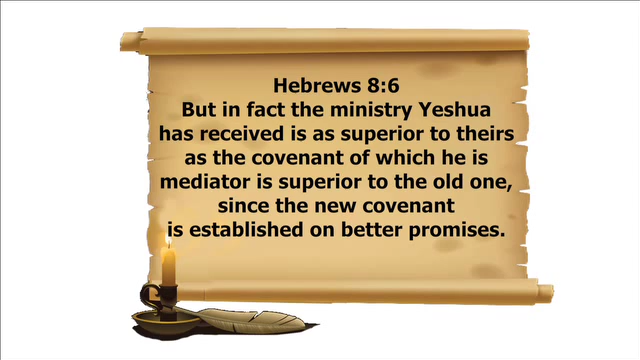 Hebrews 8:6
But in fact the ministry Yeshua
has received is as superior to theirs
as the covenant of which he is
mediator is superior to the old one,
since the new covenant
is established on better promises.